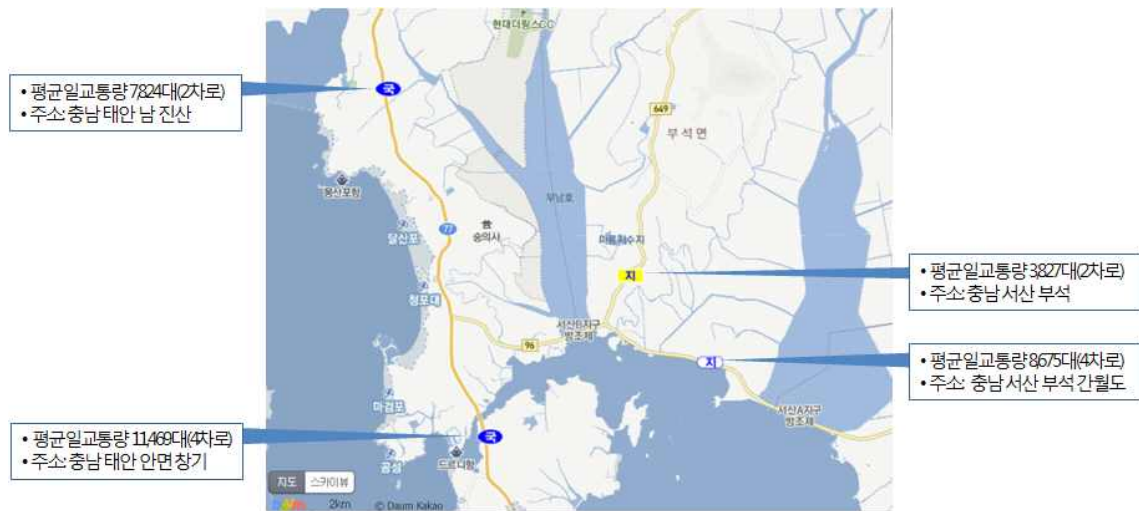 현대더링스CC
• 평균일교통량 7,824대(2차로)
• 주소: 충남 태안 남 진산
국
649
부석면
몽산포항
부남호
77
숭의사
달산포
마룡저수지
지
• 평균일교통량 3,827대(2차로)
• 주소: 충남 서산 부석
청포대
서산B지구
방조제
96
지
• 평균일교통량 8,675대(4차로)
• 주소: 충남 서산 부석 간월도
마검포
서산A지구
방조제
• 평균일교통량 11,469대(4차로)
• 주소: 충남 태안 안면 창기
국
곰섬
드르니항
지도 스카이뷰
2km © Daum Kakao